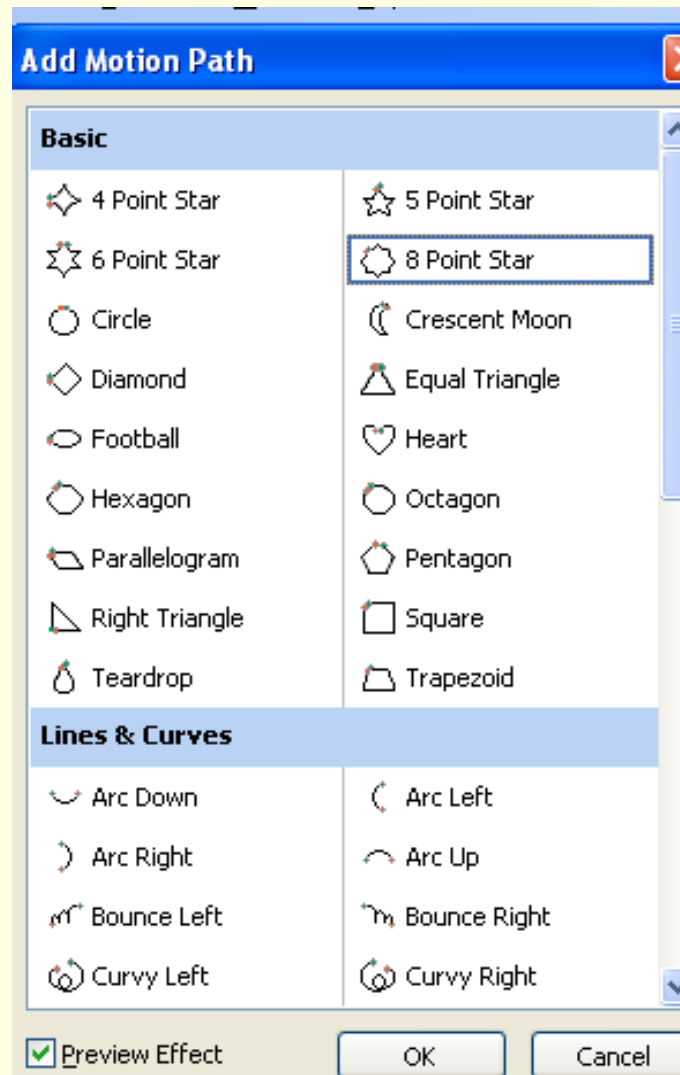 Add Motion Path
Basic
4 Point Star 5 Point Star
6 Point Star 8 Point Star
Circle Crescent Moon
Diamond Equal Triangle
Football Heart
Hexagon Octagon
Parallelogram Pentagon
Right Triangle Square
Teardrop Trapezoid
Lines & Curves
Arc Down Arc Left
Arc Right Arc Up
Bounce Left Bounce Right
Curvy Left Curvy Right
Preview Effect OK Cancel